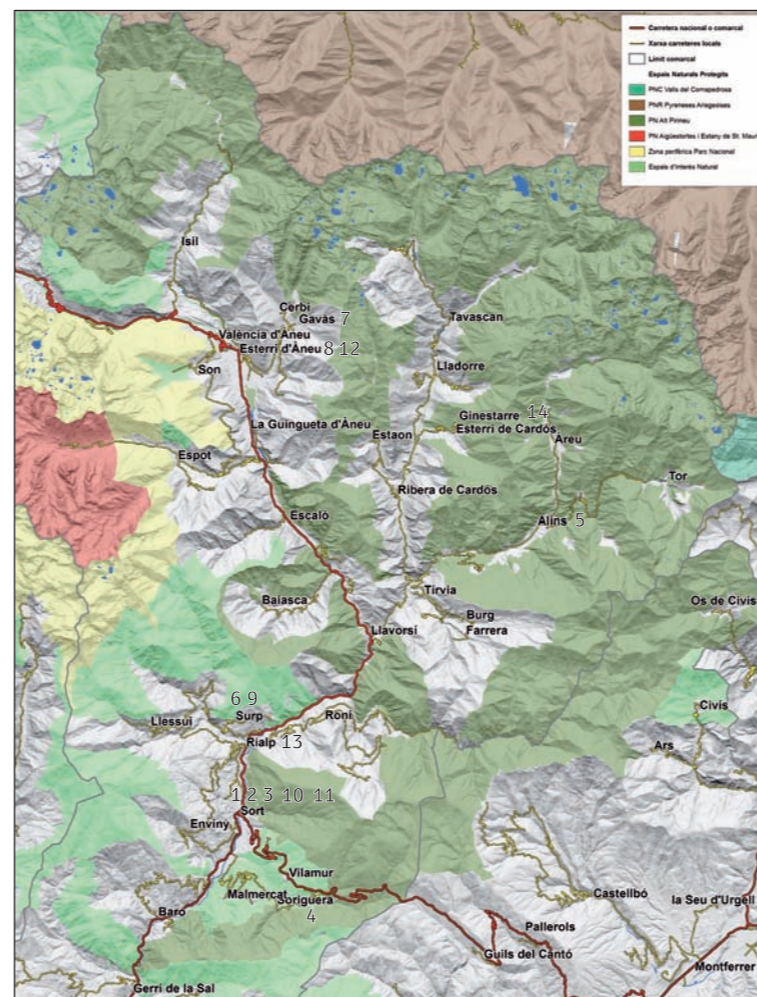 Carretera nacional o comarcal
Xarxa carreteres locals
Límit comarcal
Espais Naturals Protegits
PNC Valls del Comapedrosa
PNR Pyreneses Ariegeoises
PN Alt Pirineu
PN Aigüestortes i Estany de St. Maurici
Zona perifèrica Parc Nacional
Espais d'Interès Natural
Isil
Cerbi
Gavàs 7
València d'Àneu
Esterri d'Àneu 8 12
Tavascan
Son
Lladorre
Ginestarre 14
La Guingueta d'Àneu
Esterri de Cardós
Estaon
Areu
Espot
Tor
Ribera de Cardós
Escaló
Alins 5
Tírvia
Baiasca
Os de Civis
Burg
Llavorsí
Farrera
6 9
Civís
Surp
Roní
Llessui
Rialp 13
Ars
1 2 3 10 11
Sort
Enviny
Vilamur
Malmercat
Soriguera
4
Castellbó
la Seu d'Urgell
Baro
Pallerols
Guils del Cantó
Montferrer
Gerri de la Sal